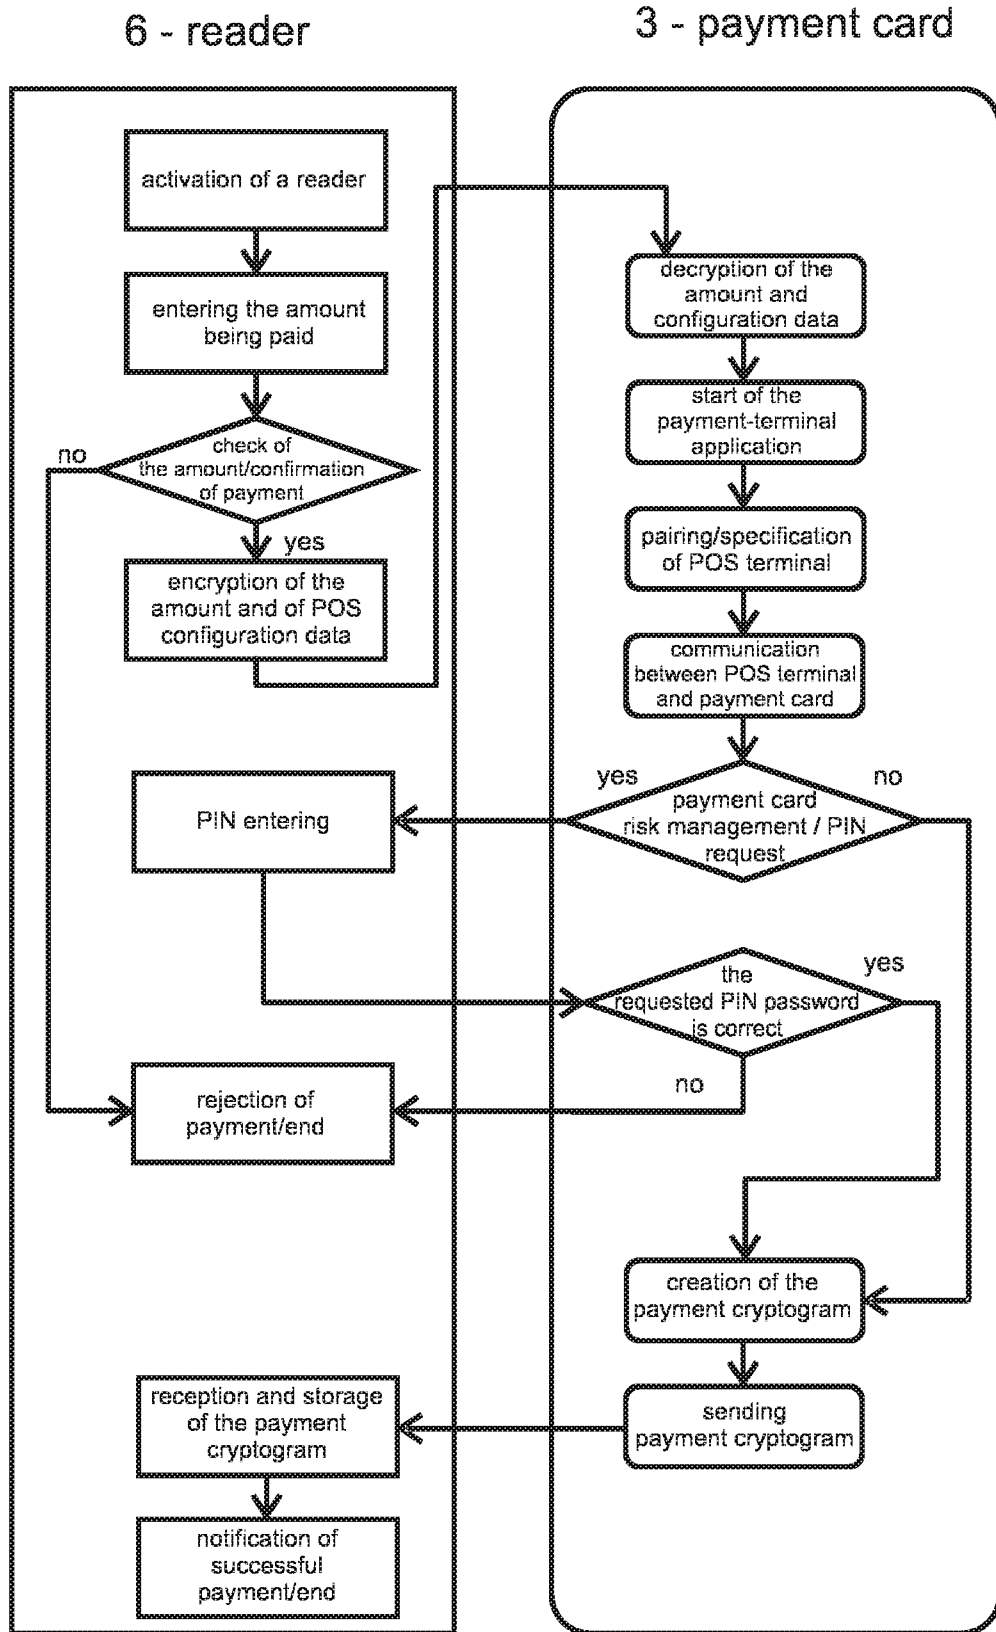 6 - reader
3 - payment card
activation of a reader
entering the amount
being paid
check of
the amount/confirmation
of payment
no
yes
encryption of the
amount and of POS
configuration data
decryption of the
amount and
configuration data
start of the
payment-terminal
application
pairing/specification
of POS terminal
communication
between POS terminal
and payment card
yes
no
payment card
risk management / PIN
request
PIN entering
the
requested PIN password
is correct
yes
no
rejection of
payment/end
creation of the
payment cryptogram
sending
payment cryptogram
reception and storage
of the payment
cryptogram
notification of
successful
payment/end